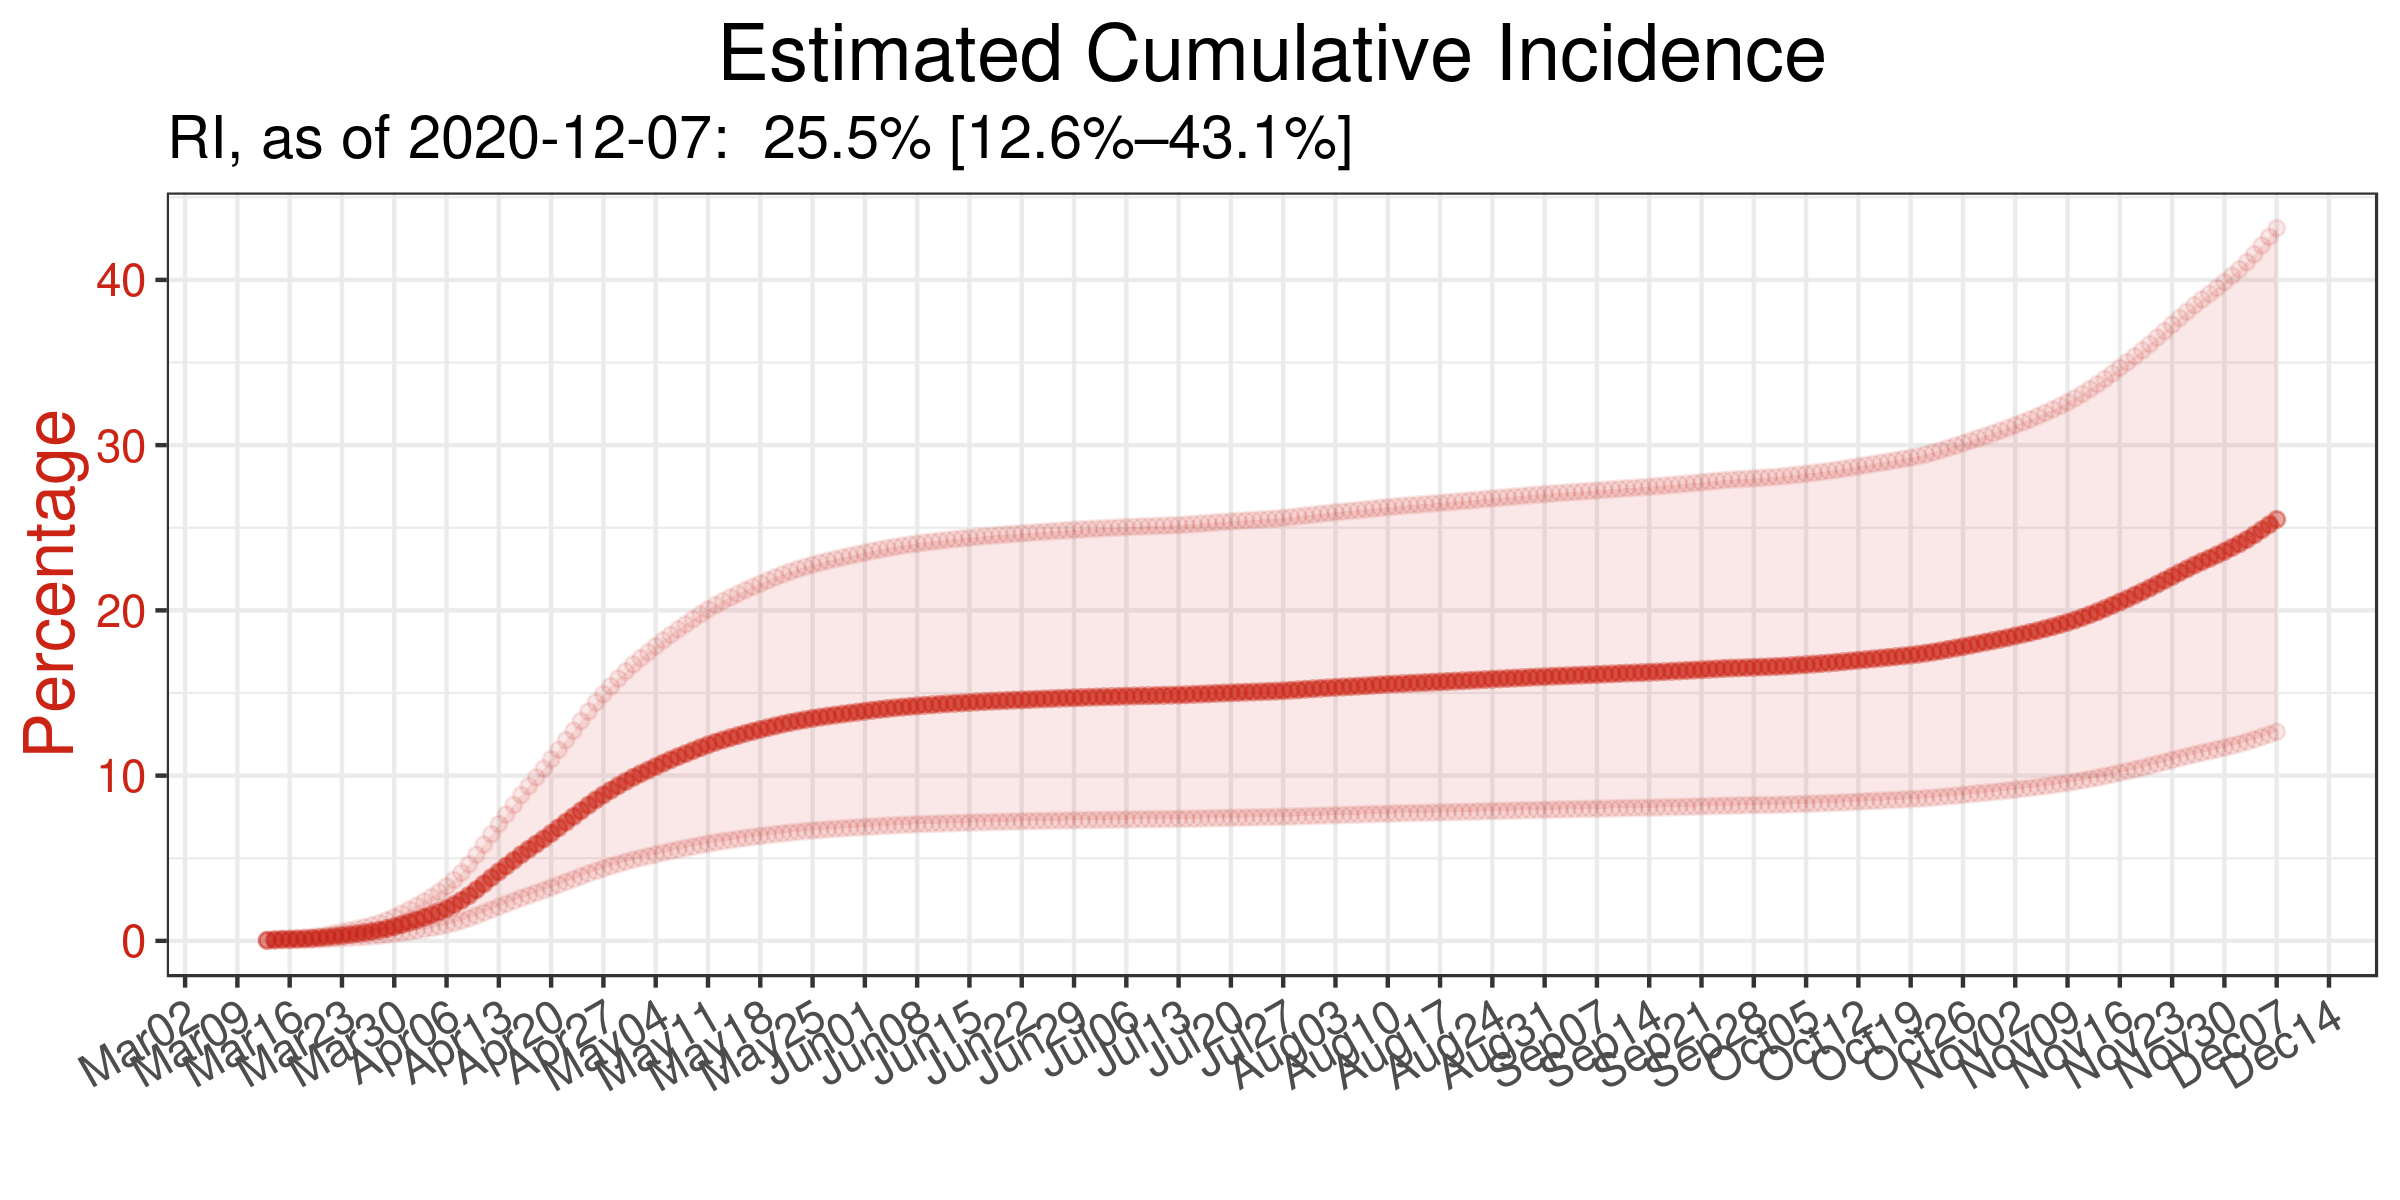 Estimated Cumulative Incidence
RI, as of 2020-12-07:  25.5% [12.6%–43.1%]
Percentage
40
30
20
10
0
Mar02
Mar09
Mar16
Mar23
Mar30
Apr06
Apr13
Apr20
Apr27
May04
May11
May18
May25
Jun01
Jun08
Jun15
Jun22
Jun29
Jul06
Jul13
Jul20
Jul27
Aug03
Aug10
Aug17
Aug24
Aug31
Sep07
Sep14
Sep21
Sep28
Oct05
Oct12
Oct19
Oct26
Nov02
Nov09
Nov16
Nov23
Nov30
Dec07
Dec14